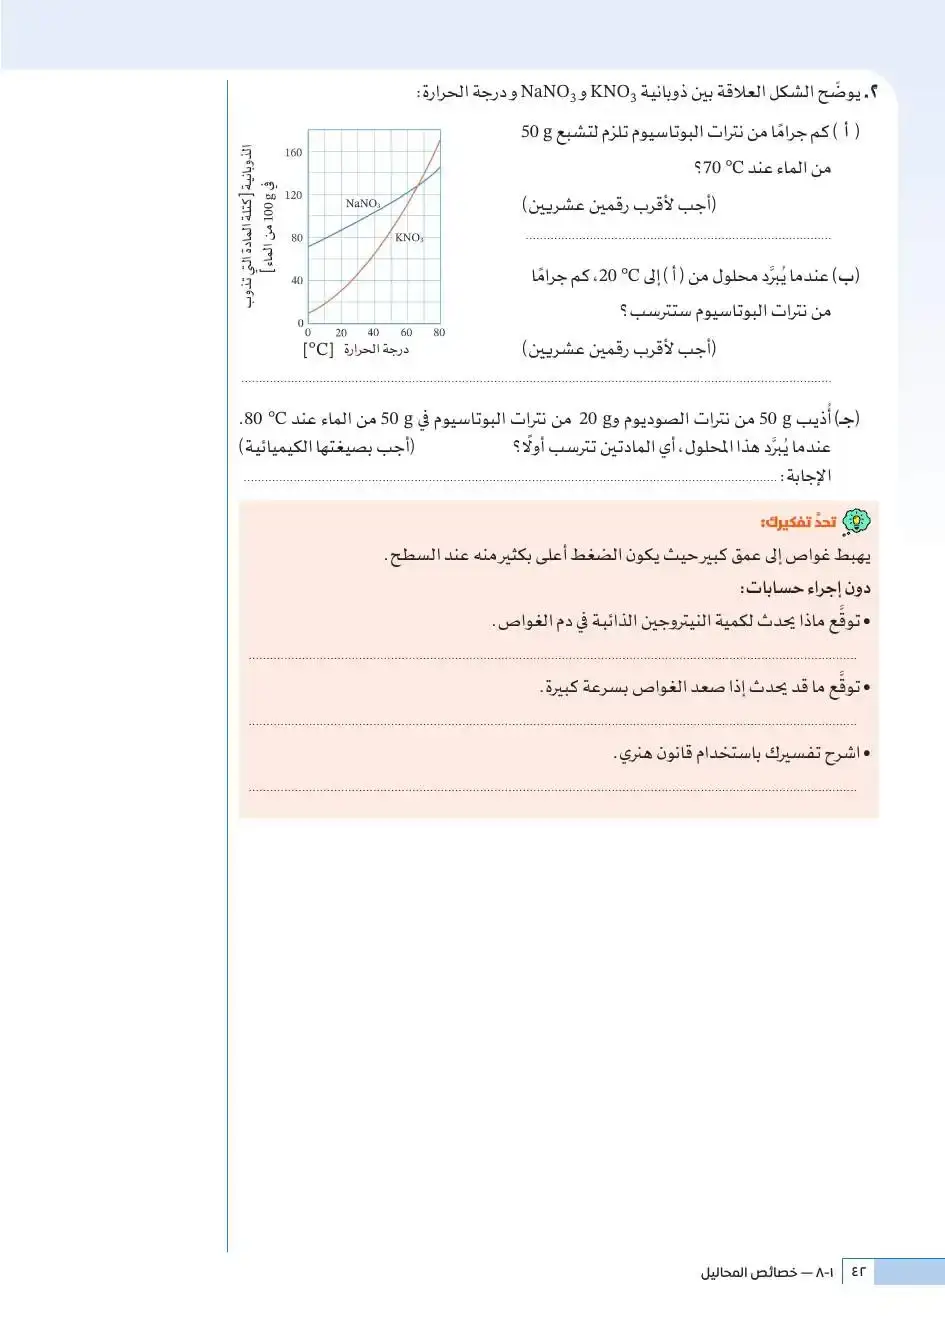 ٢. يوضّح الشكل العلاقة بين ذوبانية KNO₃ و NaNO₃ و درجة الحرارة:
( أ ) كم جرامًا من نترات البوتاسيوم تلزم لتشبع 50 g
من الماء عند 70 °C؟
(أجب لأقرب رقمين عشريين)
(ب) عندما يُبرَّد محلول من ( أ ) إلى 20 °C، كم جرامًا
من نترات البوتاسيوم ستترسب؟
(أجب لأقرب رقمين عشريين)
الذوبانية [كتلة المادة التي تذوب
في 100 g من الماء]
160
120
80
40
0
NaNO₃
KNO₃
0 20 40 60 80
درجة الحرارة [°C]
(جـ) أُذيب 50 g من نترات الصوديوم و20 g من نترات البوتاسيوم في 50 g من الماء عند 80 °C.
عندما يُبرَّد هذا المحلول، أي المادتين تترسب أولًا؟ (أجب بصيغتها الكيميائية)
الإجابة:
تحدَّ تفكيرك:
يهبط غواص إلى عمق كبير حيث يكون الضغط أعلى بكثير منه عند السطح.
دون إجراء حسابات:
• توقَّع ماذا يحدث لكمية النيتروجين الذائبة في دم الغواص.
• توقَّع ما قد يحدث إذا صعد الغواص بسرعة كبيرة.
• اشرح تفسيرك باستخدام قانون هنري.
٤٢ ٨-١ — خصائص المحاليل